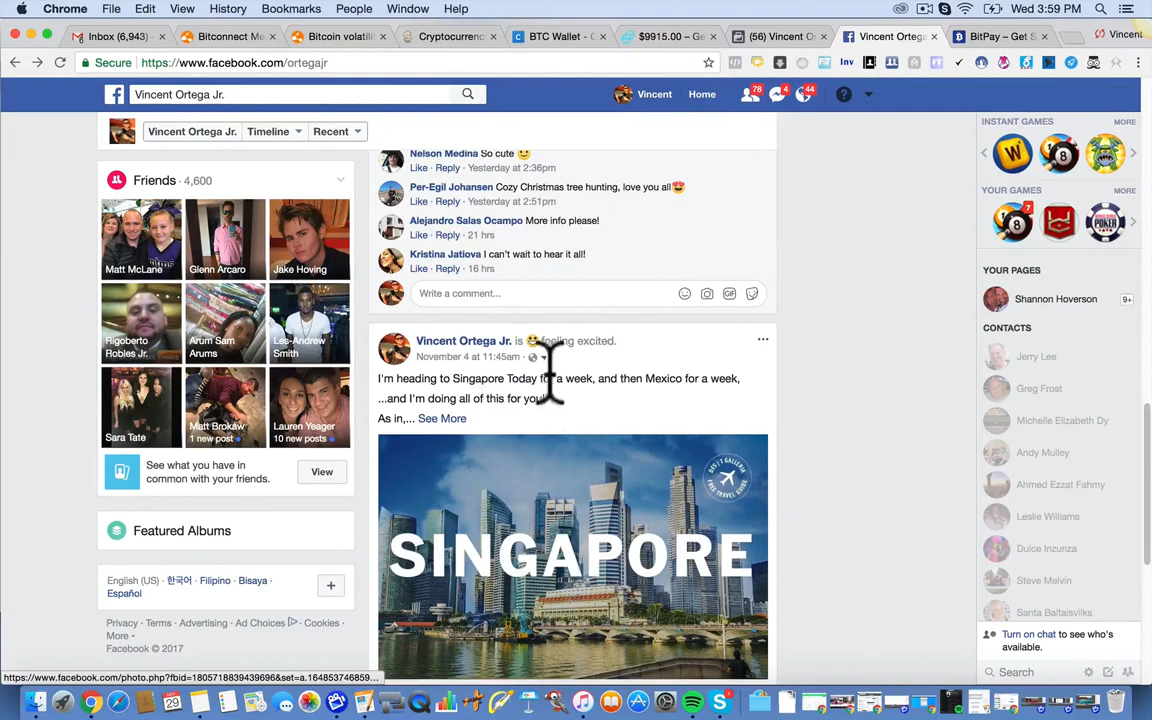 Chrome File Edit View History Bookmarks People Window Help Wed 3:59 PM
Inbox (6,943) Bitconnect Me Bitcoin volatili Cryptocurrenc BTC Wallet - C $9915.00 – Ge (56) Vincent O Vincent Ortega BitPay – Get S Vincent
Secure https://www.facebook.com/ortegajr
Vincent Ortega Jr. Vincent Home 78 4 44
Vincent Ortega Jr. Timeline Recent
INSTANT GAMES MORE
YOUR GAMES MORE
7
YOUR PAGES
Shannon Hoverson 9+
CONTACTS
Jerry Lee
Greg Frost
Michelle Elizabeth Dy
Andy Mulley
Ahmed Ezzat Fahmy
Leslie Williams
Dulce Inzunza
Steve Melvin
Santa Baltaisvilks
Turn on chat to see who's
available.
Search
Friends · 4,600
Matt McLane Glenn Arcaro Jake Hoving
Rigoberto
Robles Jr. Arum Sam
Arums Les-Andrew
Smith
Sara Tate Matt Brokaw
1 new post Lauren Yeager
10 new posts
See what you have in
common with your friends.
View
Featured Albums
English (US) · 한국어 · Filipino · Bisaya ·
Español
Privacy · Terms · Advertising · Ad Choices · Cookies ·
More
Facebook © 2017
Nelson Medina So cute
Like · Reply · Yesterday at 2:36pm
Per-Egil Johansen Cozy Christmas tree hunting, love you all
Like · Reply · Yesterday at 2:51pm
Alejandro Salas Ocampo More info please!
Like · Reply · 21 hrs
Kristina Jatiova I can't wait to hear it all!
Like · Reply · 16 hrs
Write a comment...
Vincent Ortega Jr. is feeling excited.
November 4 at 11:45am
I'm heading to Singapore Today for a week, and then Mexico for a week,
...and I'm doing all of this for you!
As in,... See More
SINGAPORE
https://www.facebook.com/photo.php?fbid=1805718839439696&set=a.164853746859...